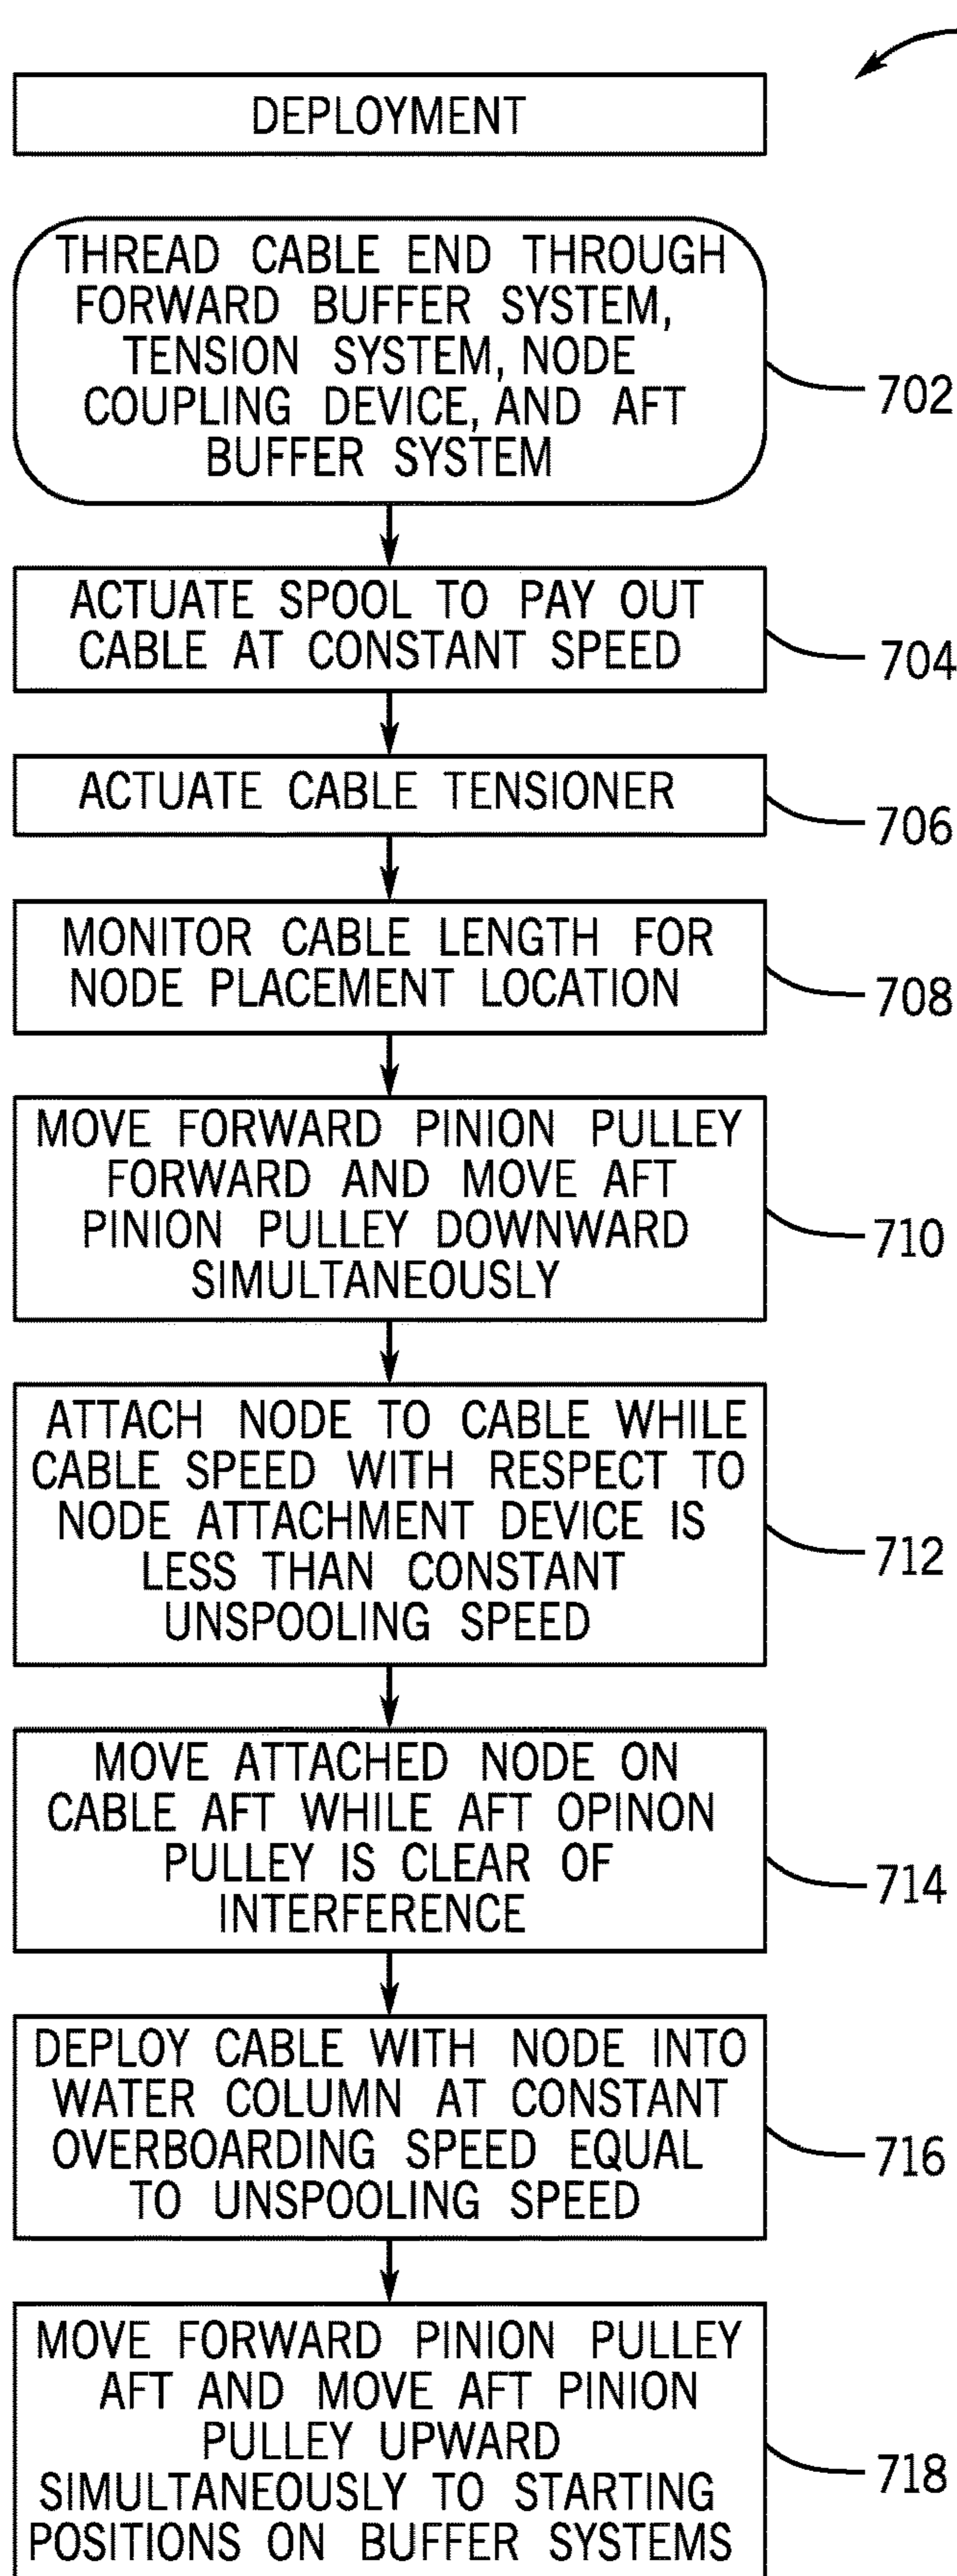 DEPLOYMENT
THREAD CABLE END THROUGH
FORWARD BUFFER SYSTEM,
TENSION SYSTEM, NODE
COUPLING DEVICE, AND AFT
BUFFER SYSTEM
702
ACTUATE SPOOL TO PAY OUT
CABLE AT CONSTANT SPEED
704
ACTUATE CABLE TENSIONER
706
MONITOR CABLE LENGTH FOR
NODE PLACEMENT LOCATION
708
MOVE FORWARD PINION PULLEY
FORWARD AND MOVE AFT
PINION PULLEY DOWNWARD
SIMULTANEOUSLY
710
ATTACH NODE TO CABLE WHILE
CABLE SPEED WITH RESPECT TO
NODE ATTACHMENT DEVICE IS
LESS THAN CONSTANT
UNSPOOLING SPEED
712
MOVE ATTACHED NODE ON
CABLE AFT WHILE AFT OPINON
PULLEY IS CLEAR OF
INTERFERENCE
714
DEPLOY CABLE WITH NODE INTO
WATER COLUMN AT CONSTANT
OVERBOARDING SPEED EQUAL
TO UNSPOOLING SPEED
716
MOVE FORWARD PINION PULLEY
AFT AND MOVE AFT PINION
PULLEY UPWARD
SIMULTANEOUSLY TO STARTING
POSITIONS ON BUFFER SYSTEMS
718